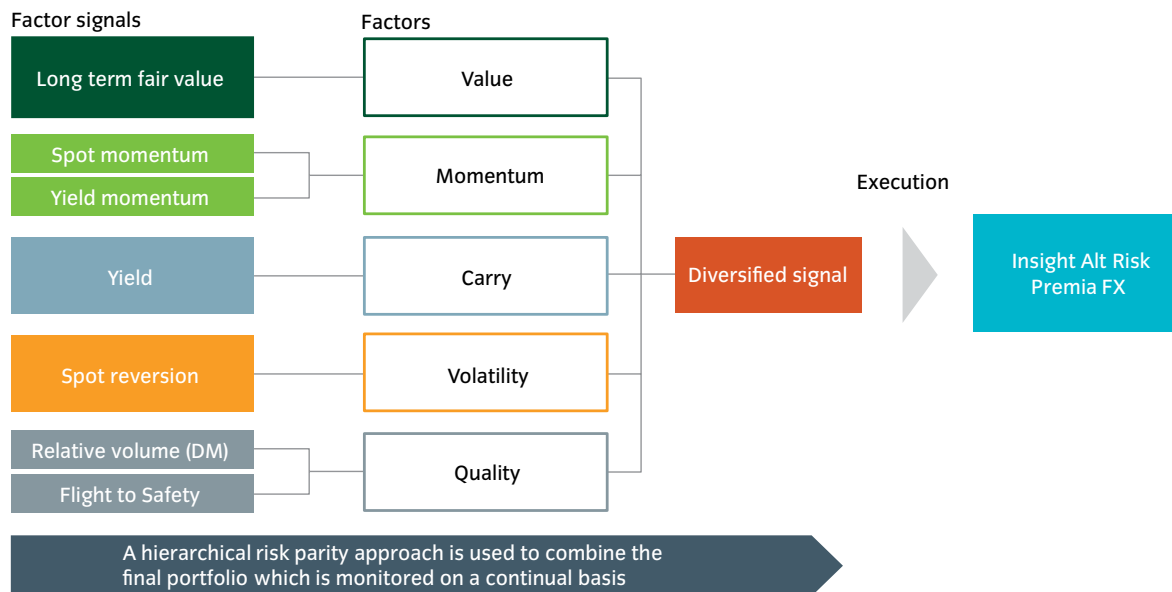 Factor signals
Factors
Long term fair value
Value
Spot momentum
Yield momentum
Momentum
Execution
Yield
Carry
Diversified signal
Insight Alt Risk
Premia FX
Spot reversion
Volatility
Relative volume (DM)
Flight to Safety
Quality
A hierarchical risk parity approach is used to combine the
final portfolio which is monitored on a continual basis